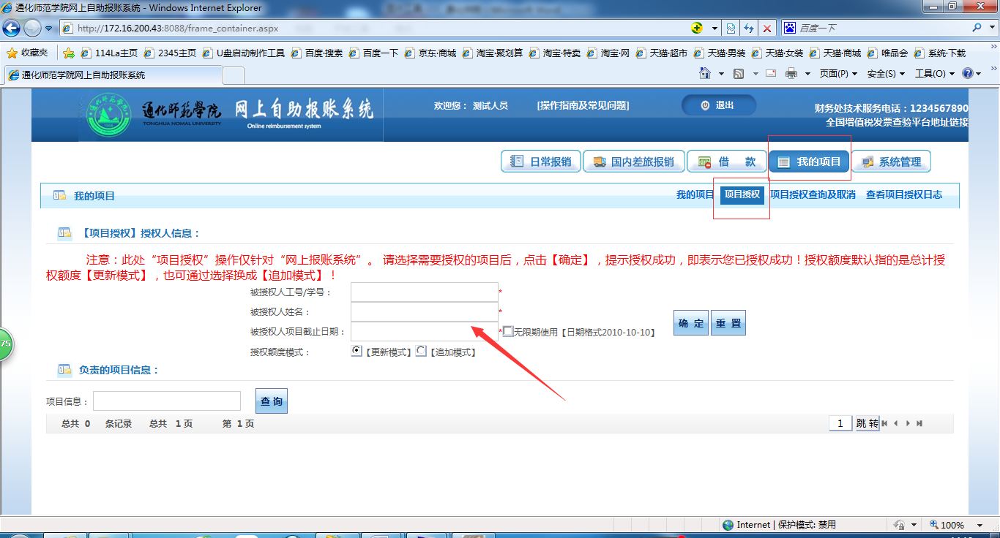 通化师范学院网上自助报账系统 - Windows Internet Explorer
http://172.16.200.43:8088/frame_container.aspx
百度一下
收藏夹 114La主页 2345主页 U盘启动制作工具 百度·搜索 百度一下 京东·商城 淘宝·聚划算 淘宝·特卖 淘宝·网 天猫·超市 天猫·男装 天猫·女装 天猫·商城 唯品会 系统·下载
通化师范学院网上自助报账系统
页面(P) 安全(S) 工具(O)
通化師範學院 网上自助报账系统
TONGHUA NOMAL UNIVERSITY Online reimbursement system
欢迎您： 测试人员 [操作指南及常见问题] 退出
财务处技术服务电话：1234567890
全国增值税发票查验平台地址链接
日常报销 国内差旅报销 借 款 我的项目 系统管理
我的项目 我的项目 项目授权 项目授权查询及取消 查看项目授权日志
【项目授权】授权人信息：
注意：此处“项目授权”操作仅针对“网上报账系统”。 请选择需要授权的项目后，点击【确定】，提示授权成功，即表示您已授权成功！授权额度默认指的是总计授
权额度【更新模式】，也可通过选择换成【追加模式】！
被授权人工号/学号： *
被授权人姓名： *
被授权人项目截止日期： * 无限期使用【日期格式2010-10-10】
确 定 重 置
授权额度模式： 【更新模式】 【追加模式】
75
负责的项目信息：
项目信息： 查 询
总共 0 条记录 总共 1 页 第 1 页 1 跳 转
Internet | 保护模式: 禁用 100%